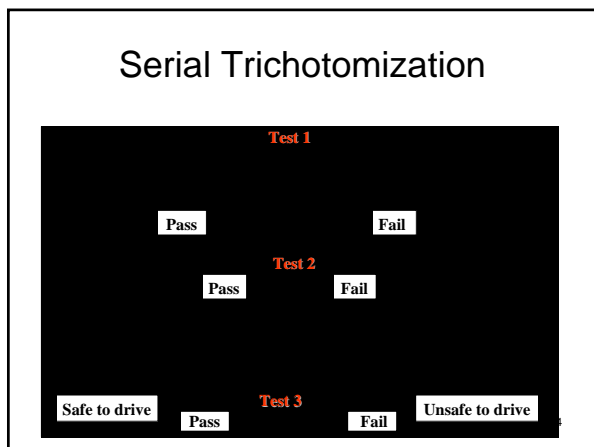 Serial Trichotomization
Test 1
Pass Fail
Test 2
Pass Fail
Test 3
Safe to drive Unsafe to drive
Pass Fail
4